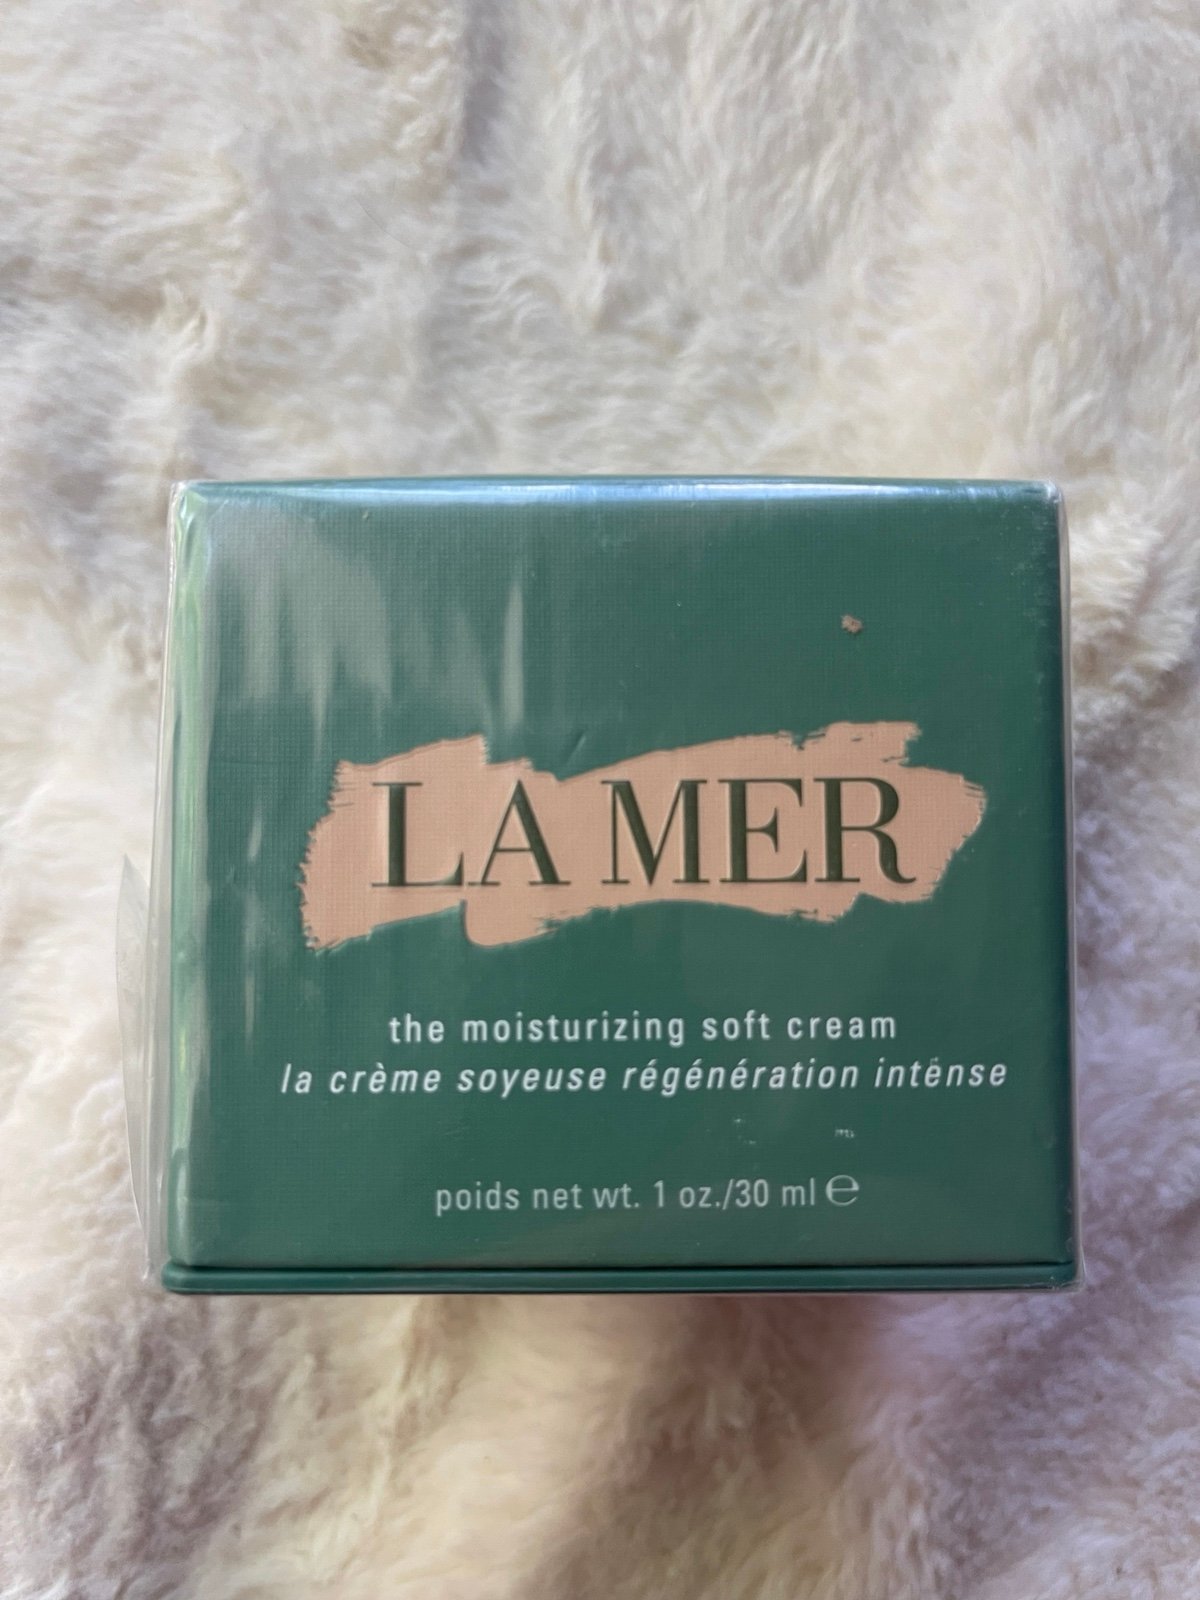 LA MER
the moisturizing soft cream
la crème soyeuse régénération intense
poids net wt. 1 oz./30 ml ℮